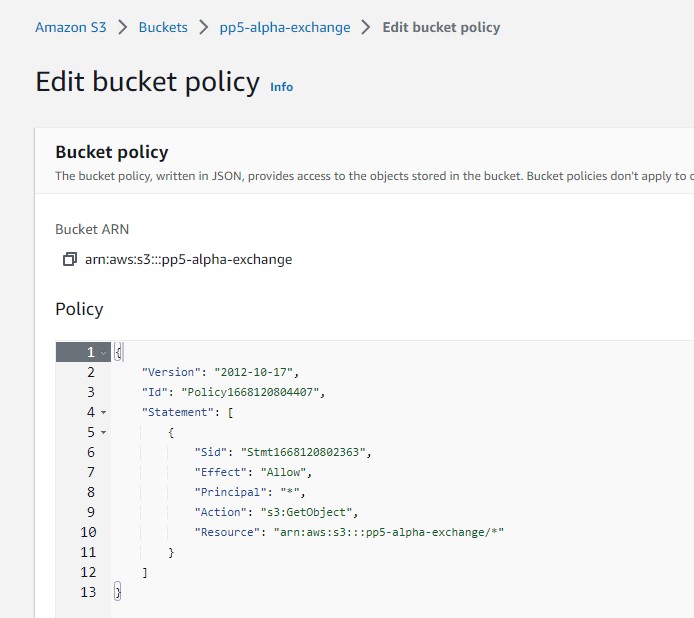 Amazon S3 > Buckets > pp5-alpha-exchange > Edit bucket policy
Edit bucket policy Info
Bucket policy
The bucket policy, written in JSON, provides access to the objects stored in the bucket. Bucket policies don't apply to
Bucket ARN
arn:aws:s3:::pp5-alpha-exchange
Policy
1 {
2 "Version": "2012-10-17",
3 "Id": "Policy1668120804407",
4 "Statement": [
5 {
6 "Sid": "Stmt1668120802363",
7 "Effect": "Allow",
8 "Principal": "*",
9 "Action": "s3:GetObject",
10 "Resource": "arn:aws:s3:::pp5-alpha-exchange/*"
11 }
12 ]
13 }